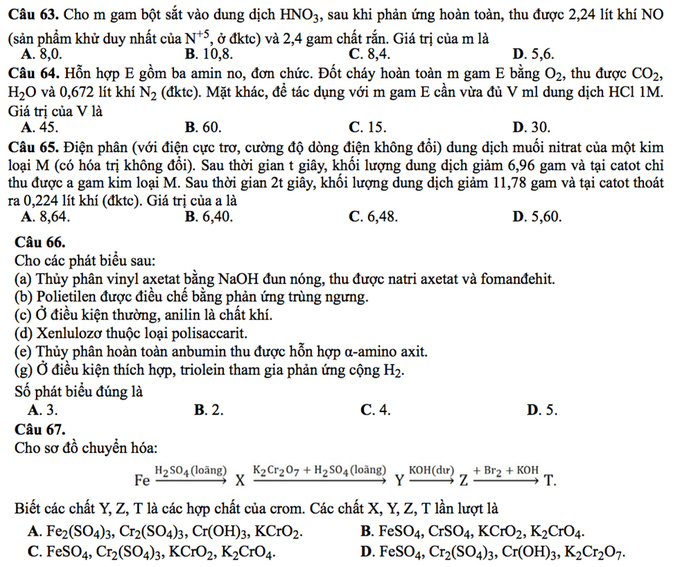 Câu 63. Cho m gam bột sắt vào dung dịch HNO₃, sau khi phản ứng hoàn toàn, thu được 2,24 lít khí NO
(sản phẩm khử duy nhất của N⁺⁵, ở đktc) và 2,4 gam chất rắn. Giá trị của m là
A. 8,0. B. 10,8. C. 8,4. D. 5,6.
Câu 64. Hỗn hợp E gồm ba amin no, đơn chức. Đốt cháy hoàn toàn m gam E bằng O₂, thu được CO₂,
H₂O và 0,672 lít khí N₂ (đktc). Mặt khác, để tác dụng với m gam E cần vừa đủ V ml dung dịch HCl 1M.
Giá trị của V là
A. 45. B. 60. C. 15. D. 30.
Câu 65. Điện phân (với điện cực trơ, cường độ dòng điện không đổi) dung dịch muối nitrat của một kim
loại M (có hóa trị không đổi). Sau thời gian t giây, khối lượng dung dịch giảm 6,96 gam và tại catot chỉ
thu được a gam kim loại M. Sau thời gian 2t giây, khối lượng dung dịch giảm 11,78 gam và tại catot thoát
ra 0,224 lít khí (đktc). Giá trị của a là
A. 8,64. B. 6,40. C. 6,48. D. 5,60.
Câu 66.
Cho các phát biểu sau:
(a) Thủy phân vinyl axetat bằng NaOH đun nóng, thu được natri axetat và fomanđehit.
(b) Polietilen được điều chế bằng phản ứng trùng ngưng.
(c) Ở điều kiện thường, anilin là chất khí.
(d) Xenlulozơ thuộc loại polisaccarit.
(e) Thủy phân hoàn toàn anbumin thu được hỗn hợp α-amino axit.
(g) Ở điều kiện thích hợp, triolein tham gia phản ứng cộng H₂.
Số phát biểu đúng là
A. 3. B. 2. C. 4. D. 5.
Câu 67.
Cho sơ đồ chuyển hóa:
Fe H₂SO₄(loãng)→ X K₂Cr₂O₇ + H₂SO₄(loãng)→ Y KOH(dư)→ Z + Br₂ + KOH→ T.
Biết các chất Y, Z, T là các hợp chất của crom. Các chất X, Y, Z, T lần lượt là
A. Fe₂(SO₄)₃, Cr₂(SO₄)₃, Cr(OH)₃, KCrO₂. B. FeSO₄, CrSO₄, KCrO₂, K₂CrO₄.
C. FeSO₄, Cr₂(SO₄)₃, KCrO₂, K₂CrO₄. D. FeSO₄, Cr₂(SO₄)₃, Cr(OH)₃, K₂Cr₂O₇.